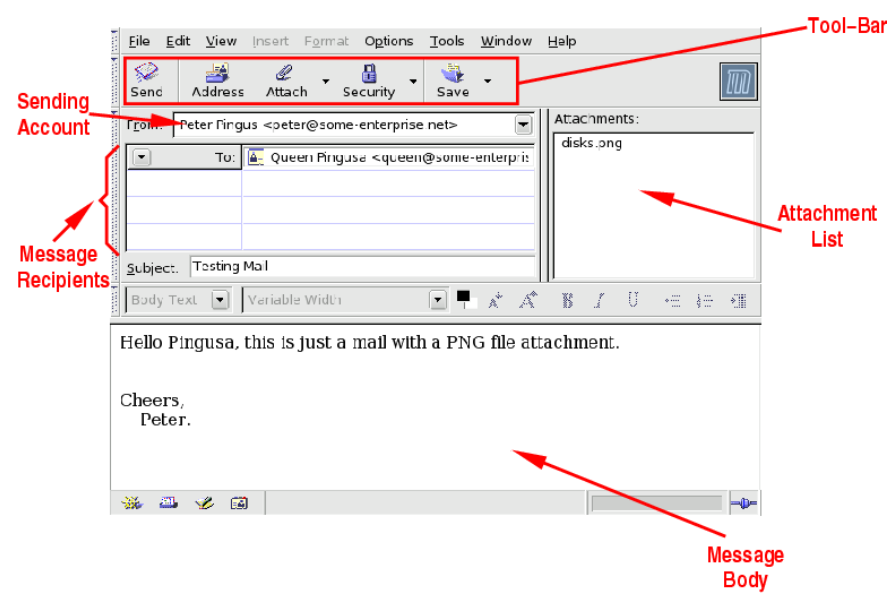 Tool-Bar
File Edit View Insert Format Options Tools Window Help
Send Address Attach Security Save
Sending
Account
From: Peter Pingus <peter@some-enterprise net>
Attachments:
disks.png
To: Queen Pingusa <queen@some-enterpris
Attachment
List
Message
Recipients
Subject: Testing Mail
Body Text Variable Width
Hello Pingusa, this is just a mail with a PNG file attachment.
Cheers,
Peter.
Message
Body